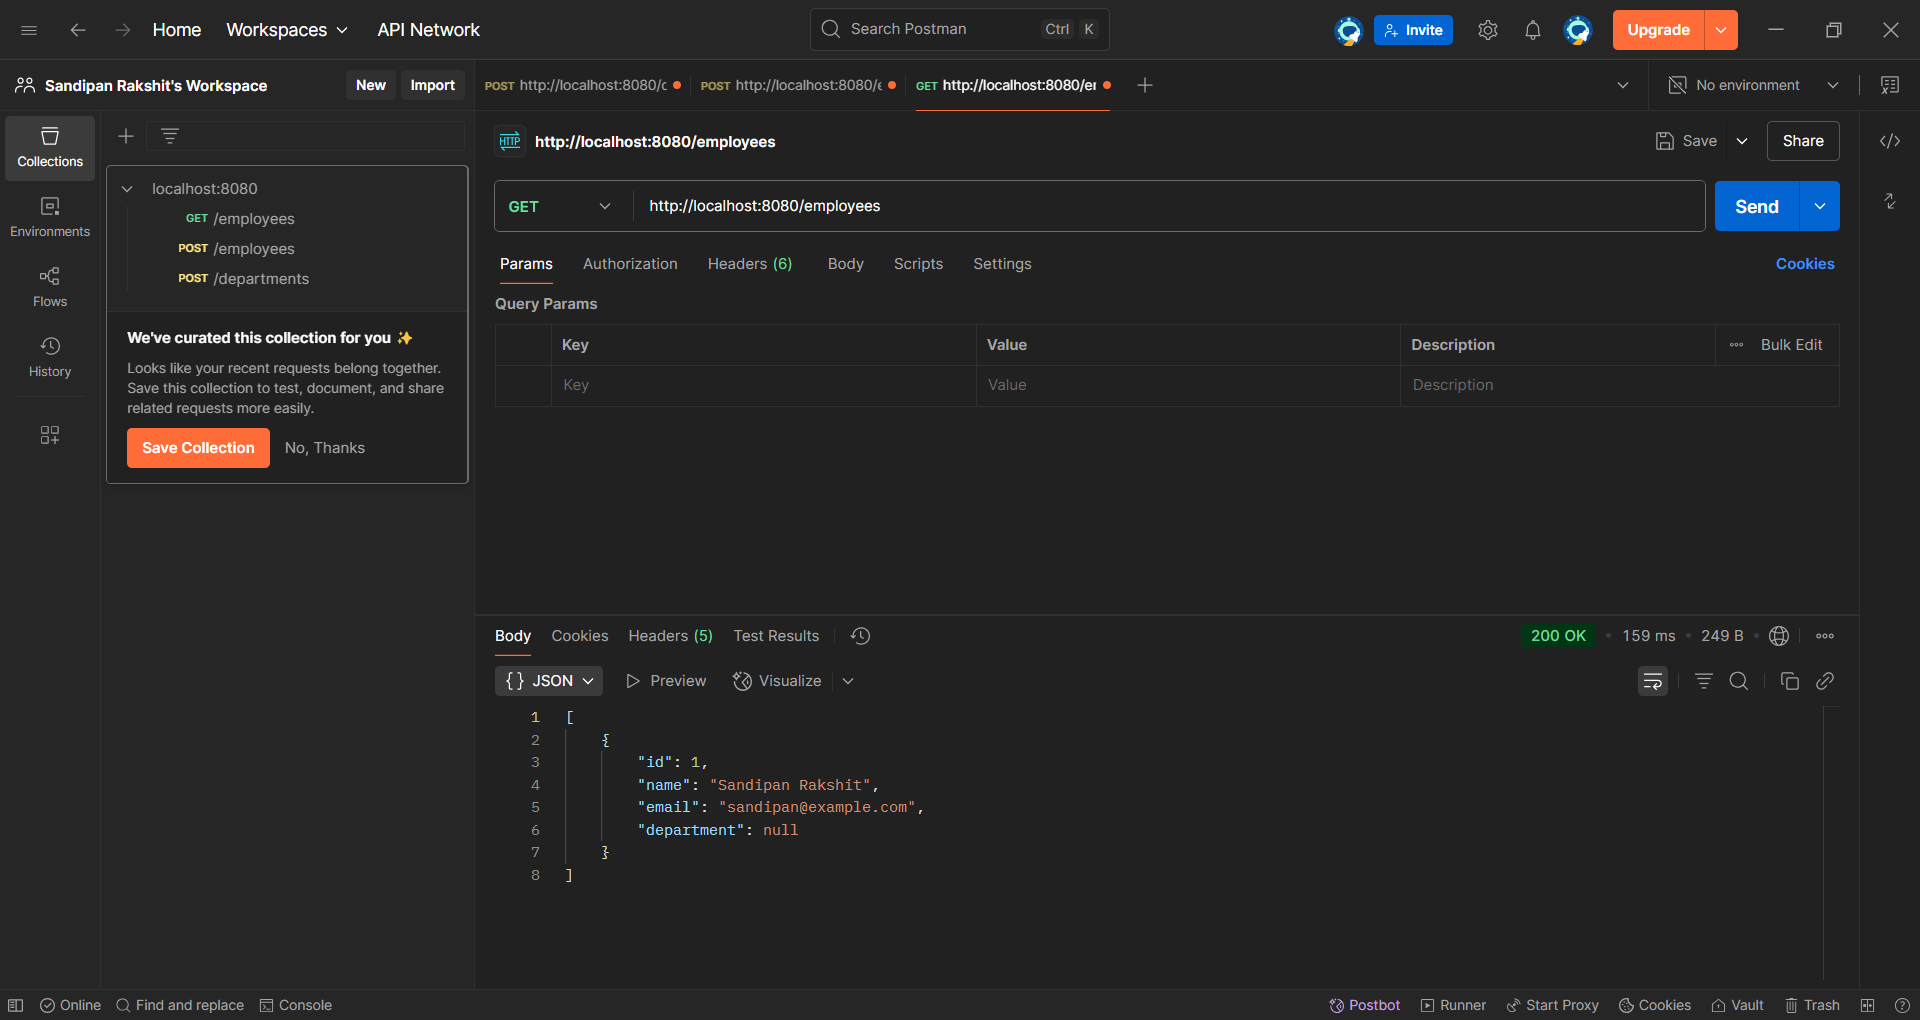 Home Workspaces API Network Search Postman Ctrl K Invite Upgrade
Sandipan Rakshit's Workspace New Import POST http://localhost:8080/ POST http://localhost:8080/ GET http://localhost:8080/ No environment
Collections
Environments
Flows
History
localhost:8080
GET /employees
POST /employees
POST /departments
We've curated this collection for you ✨
Looks like your recent requests belong together.
Save this collection to test, document, and share
related requests more easily.
Save Collection No, Thanks
HTTP http://localhost:8080/employees Save Share
GET http://localhost:8080/employees Send
Params Authorization Headers (6) Body Scripts Settings Cookies
Query Params
Key Value Description Bulk Edit
Key Value Description
Body Cookies Headers (5) Test Results 200 OK 159 ms 249 B
{} JSON Preview Visualize
1 [
2 {
3 "id": 1,
4 "name": "Sandipan Rakshit",
5 "email": "sandipan@example.com",
6 "department": null
7 }
8 ]
Online Find and replace Console Postbot Runner Start Proxy Cookies Vault Trash